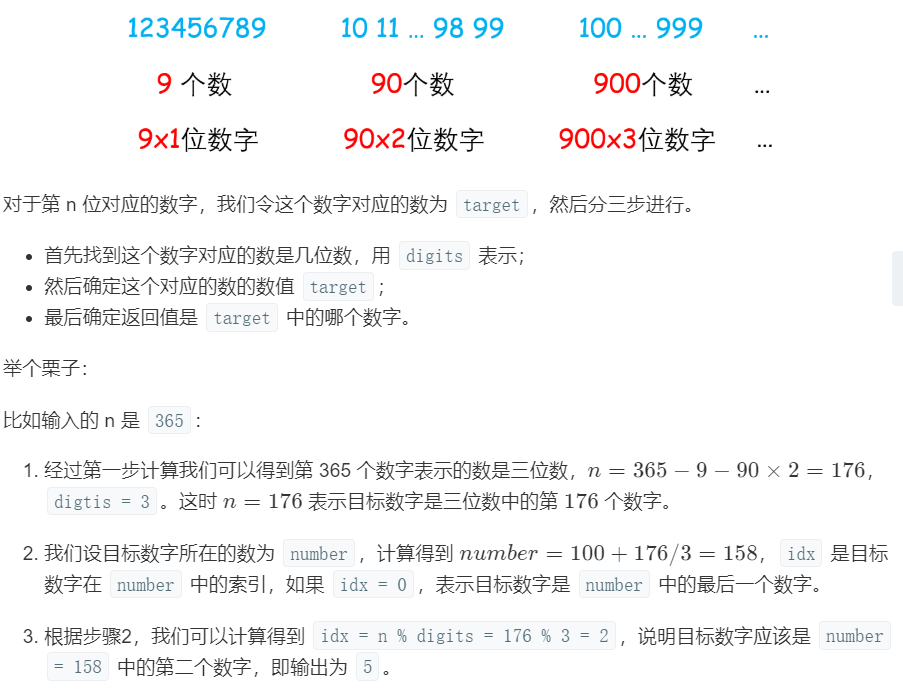 123456789 10 11 ... 98 99 100 ... 999 ...
9 个数 90个数 900个数 ...
9x1位数字 90x2位数字 900x3位数字 ...
对于第 n 位对应的数字，我们令这个数字对应的数为 target ，然后分三步进行。
• 首先找到这个数字对应的数是几位数，用 digits 表示；
• 然后确定这个对应的数的数值 target ；
• 最后确定返回值是 target 中的哪个数字。
举个栗子：
比如输入的 n 是 365 ：
1. 经过第一步计算我们可以得到第 365 个数字表示的数是三位数，n = 365 − 9 − 90 × 2 = 176，
digtis = 3 。这时 n = 176 表示目标数字是三位数中的第 176 个数字。
2. 我们设目标数字所在的数为 number ，计算得到 number = 100 + 176/3 = 158， idx 是目标
数字在 number 中的索引，如果 idx = 0 ，表示目标数字是 number 中的最后一个数字。
3. 根据步骤2，我们可以计算得到 idx = n % digits = 176 % 3 = 2 ，说明目标数字应该是 number
= 158 中的第二个数字，即输出为 5 。